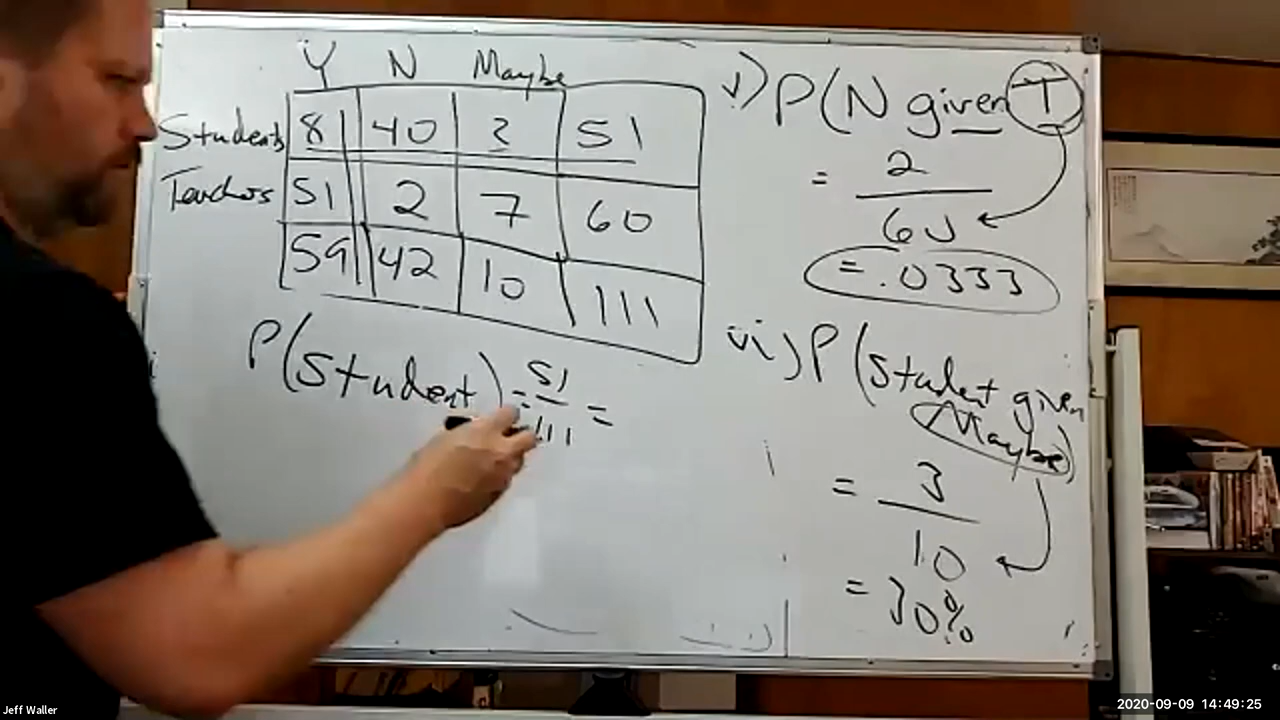 Y N Maybe
Students 8 40 3 51
Teachers 51 2 7 60
59 42 10 111
P(Student) = 51/111 =
v) P(N given T
= 2/60
= .0333
vi) P(Student given
Maybe)
= 3/10
= 30%
Jeff Waller
2020-09-09 14:49:25